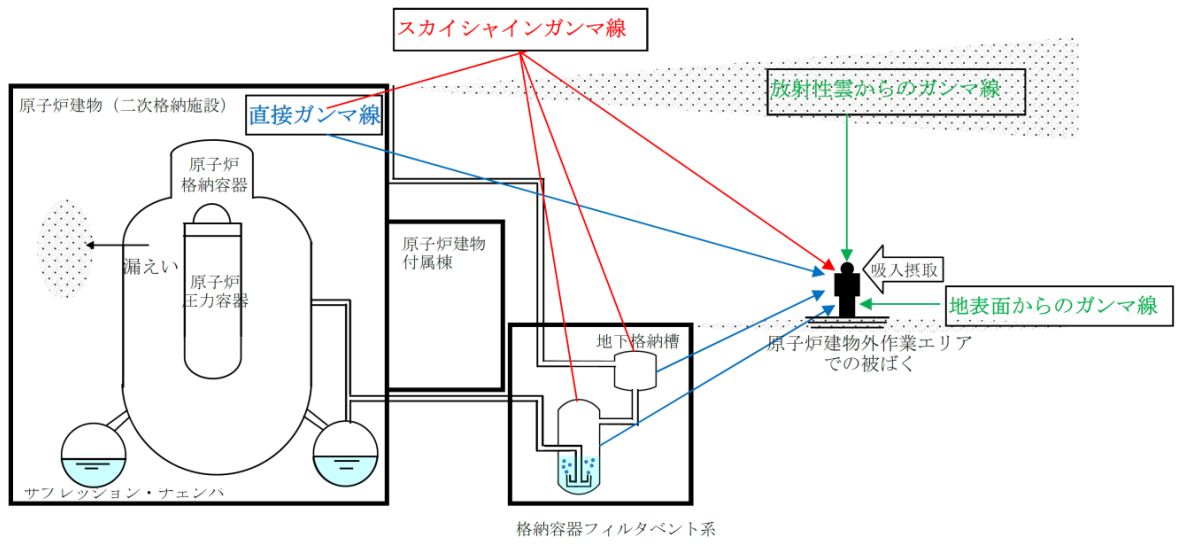 スカイシャインガンマ線
原子炉建物（二次格納施設）
直接ガンマ線
放射性雲からのガンマ線
原子炉
格納容器
原子炉建物
付属棟
漏えい
原子炉
圧力容器
吸入摂取
地表面からのガンマ線
地下格納槽
原子炉建物外作業エリア
での被ばく
サプレッション・チェンバ
格納容器フィルタベント系